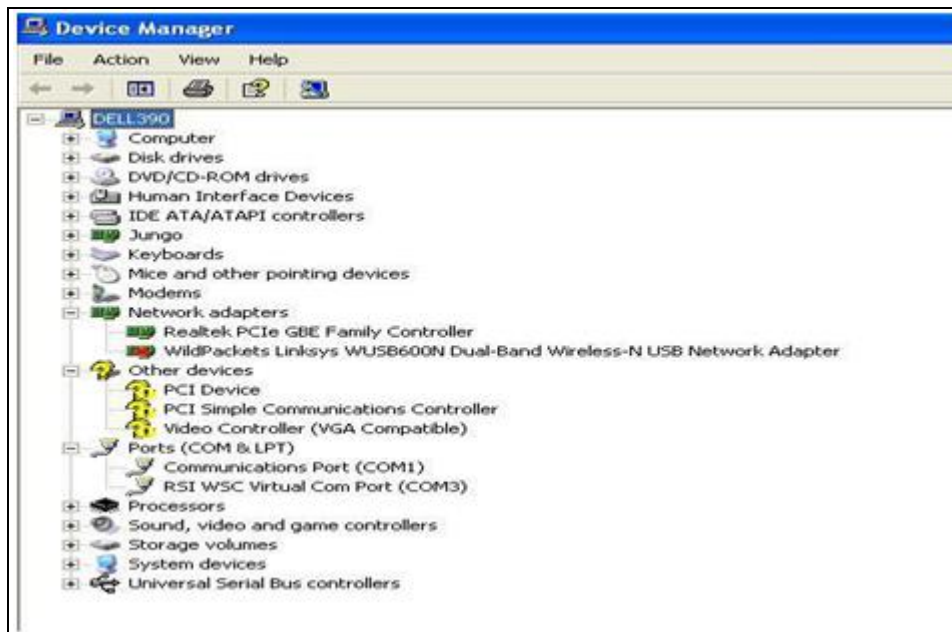 Device Manager
File Action View Help
DELL390
Computer
Disk drives
DVD/CD-ROM drives
Human Interface Devices
IDE ATA/ATAPI controllers
Jungo
Keyboards
Mice and other pointing devices
Modems
Network adapters
Realtek PCIe GBE Family Controller
WildPackets Linksys WUSB600N Dual-Band Wireless-N USB Network Adapter
Other devices
PCI Device
PCI Simple Communications Controller
Video Controller (VGA Compatible)
Ports (COM & LPT)
Communications Port (COM1)
RSI WSC Virtual Com Port (COM3)
Processors
Sound, video and game controllers
Storage volumes
System devices
Universal Serial Bus controllers